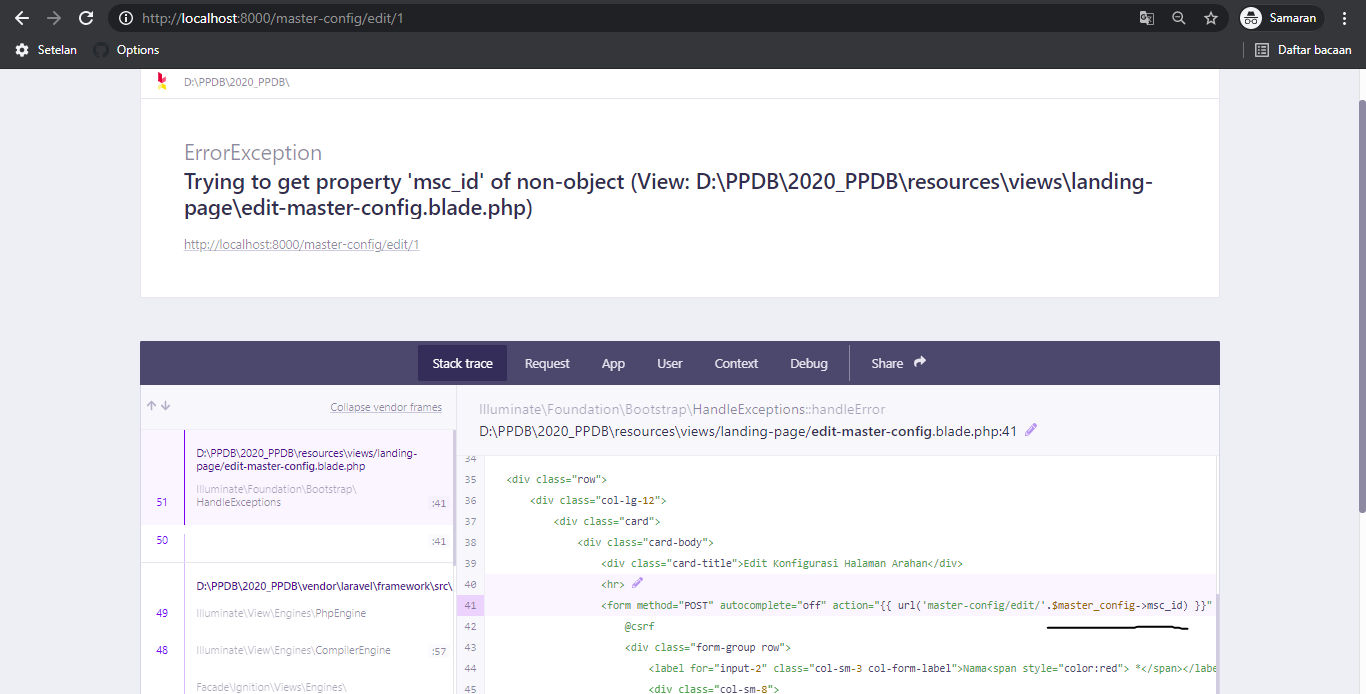 http://localhost:8000/master-config/edit/1
Samaran
Setelan
Options
Daftar bacaan
D:\PPDB\2020_PPDB\
ErrorException
Trying to get property 'msc_id' of non-object (View: D:\PPDB\2020_PPDB\resources\views\landing-
page\edit-master-config.blade.php)
http://localhost:8000/master-config/edit/1
Stack trace
Request
App
User
Context
Debug
Share
Collapse vendor frames
Illuminate\Foundation\Bootstrap\HandleExceptions::handleError
D:\PPDB\2020_PPDB\resources\views/landing-page/edit-master-config.blade.php:41
D:\PPDB\2020_PPDB\resources\views/landing-
page/edit-master-config.blade.php
51 Illuminate\Foundation\Bootstrap\
HandleExceptions :41
50 :41
D:\PPDB\2020_PPDB\vendor\laravel\framework\src\
49 Illuminate\View\Engines\PhpEngine
48 Illuminate\View\Engines\CompilerEngine :57
Facade\Ignition\Views\Engines\
34
35 <div class="row">
36 <div class="col-lg-12">
37 <div class="card">
38 <div class="card-body">
39 <div class="card-title">Edit Konfigurasi Halaman Arahan</div>
40 <hr>
41 <form method="POST" autocomplete="off" action="{{ url('master-config/edit/'.$master_config->msc_id) }}"
42 @csrf
43 <div class="form-group row">
44 <label for="input-2" class="col-sm-3 col-form-label">Nama<span style="color:red"> *</span></labe
45 <div class="col-sm-8">